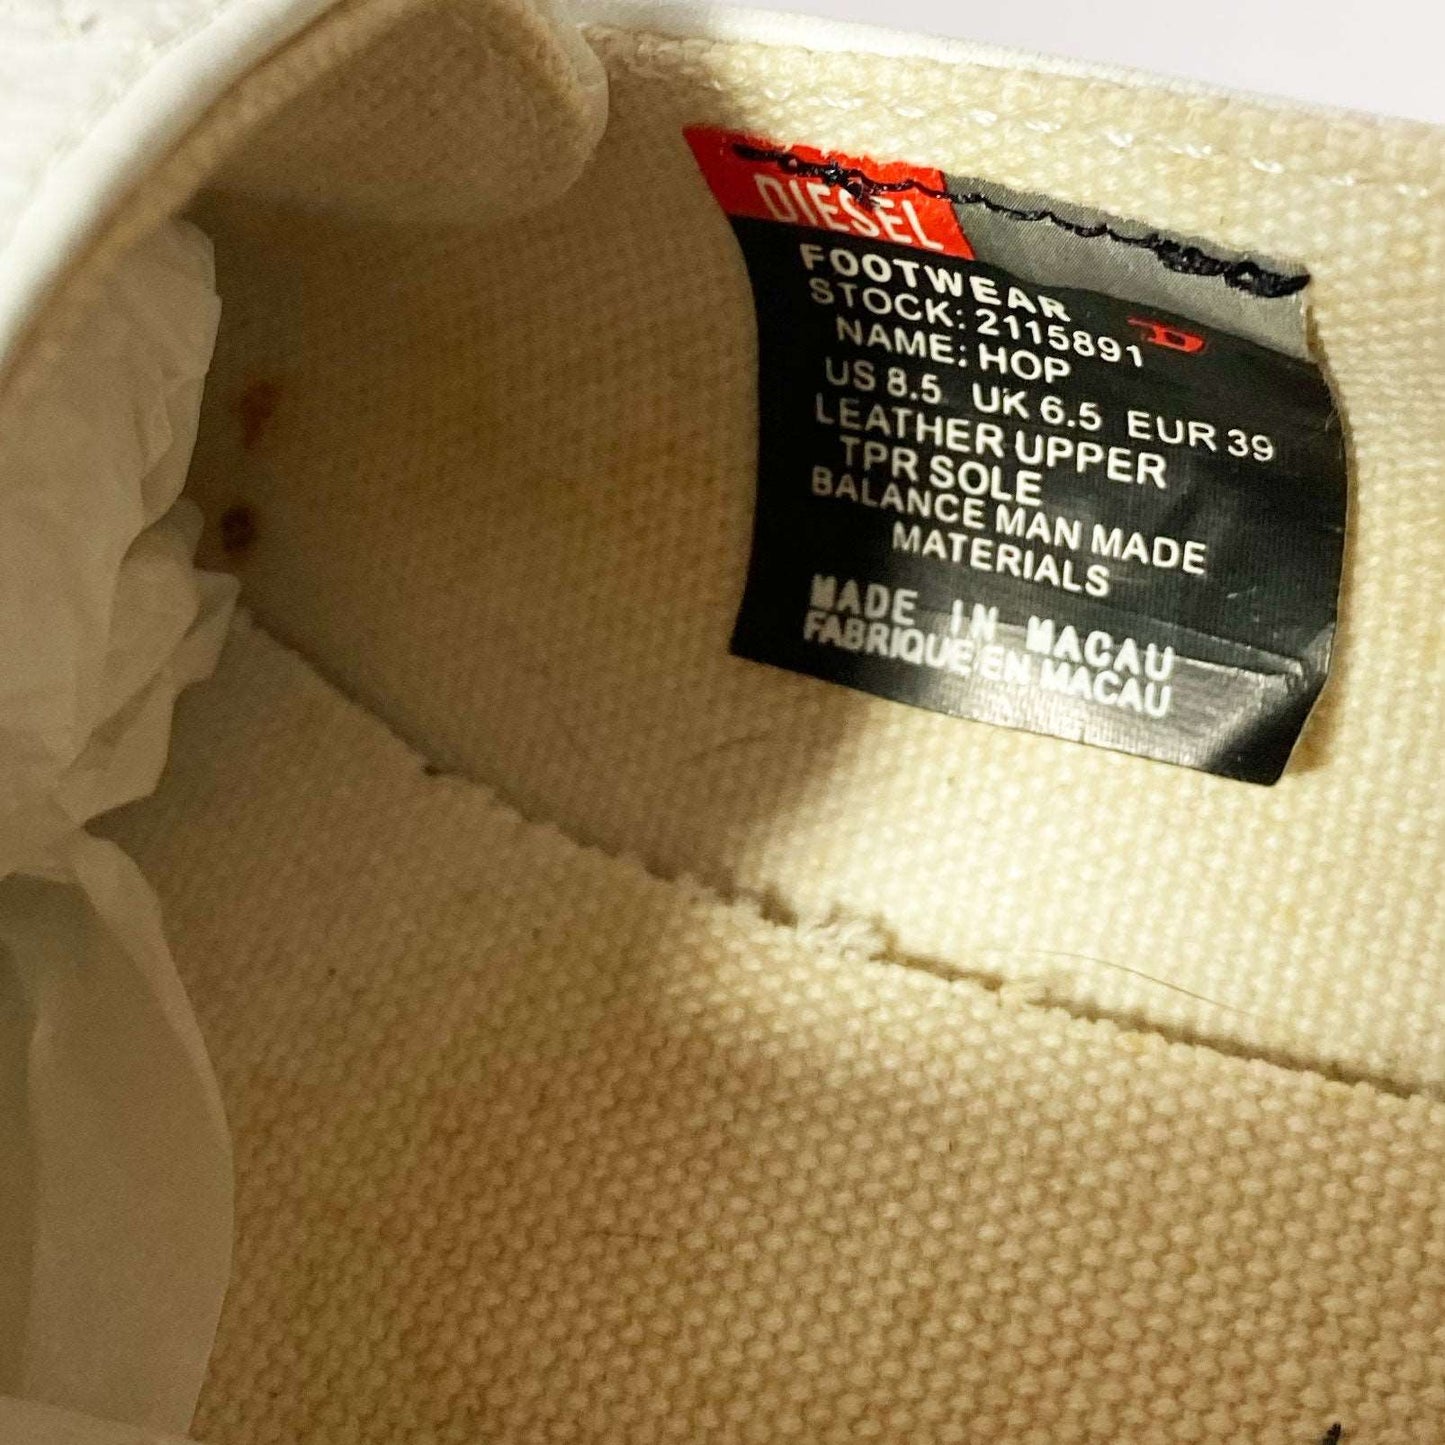 DIESEL
FOOTWEAR
STOCK: 2115891
NAME: HOP
US 8.5 UK 6.5 EUR 39
LEATHER UPPER
TPR SOLE
BALANCE MAN MADE
MATERIALS
MADE IN MACAU
FABRIQUE EN MACAU